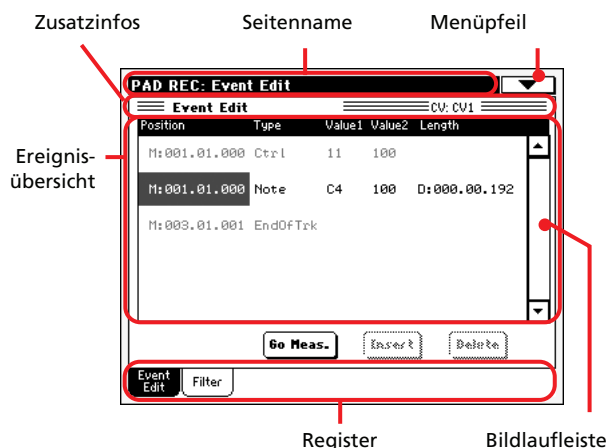 Zusatzinfos Seitenname Menüpfeil
PAD REC: Event Edit
Event Edit CV: CV1
Position Type Value1 Value2 Length
Ereignis-
übersicht
M:001.01.000 Ctrl 11 100
M:001.01.000 Note C4 100 D:000.00.192
M:003.01.001 EndOfTrk
Go Meas. Insert Delete
Event
Edit Filter
Register Bildlaufleiste